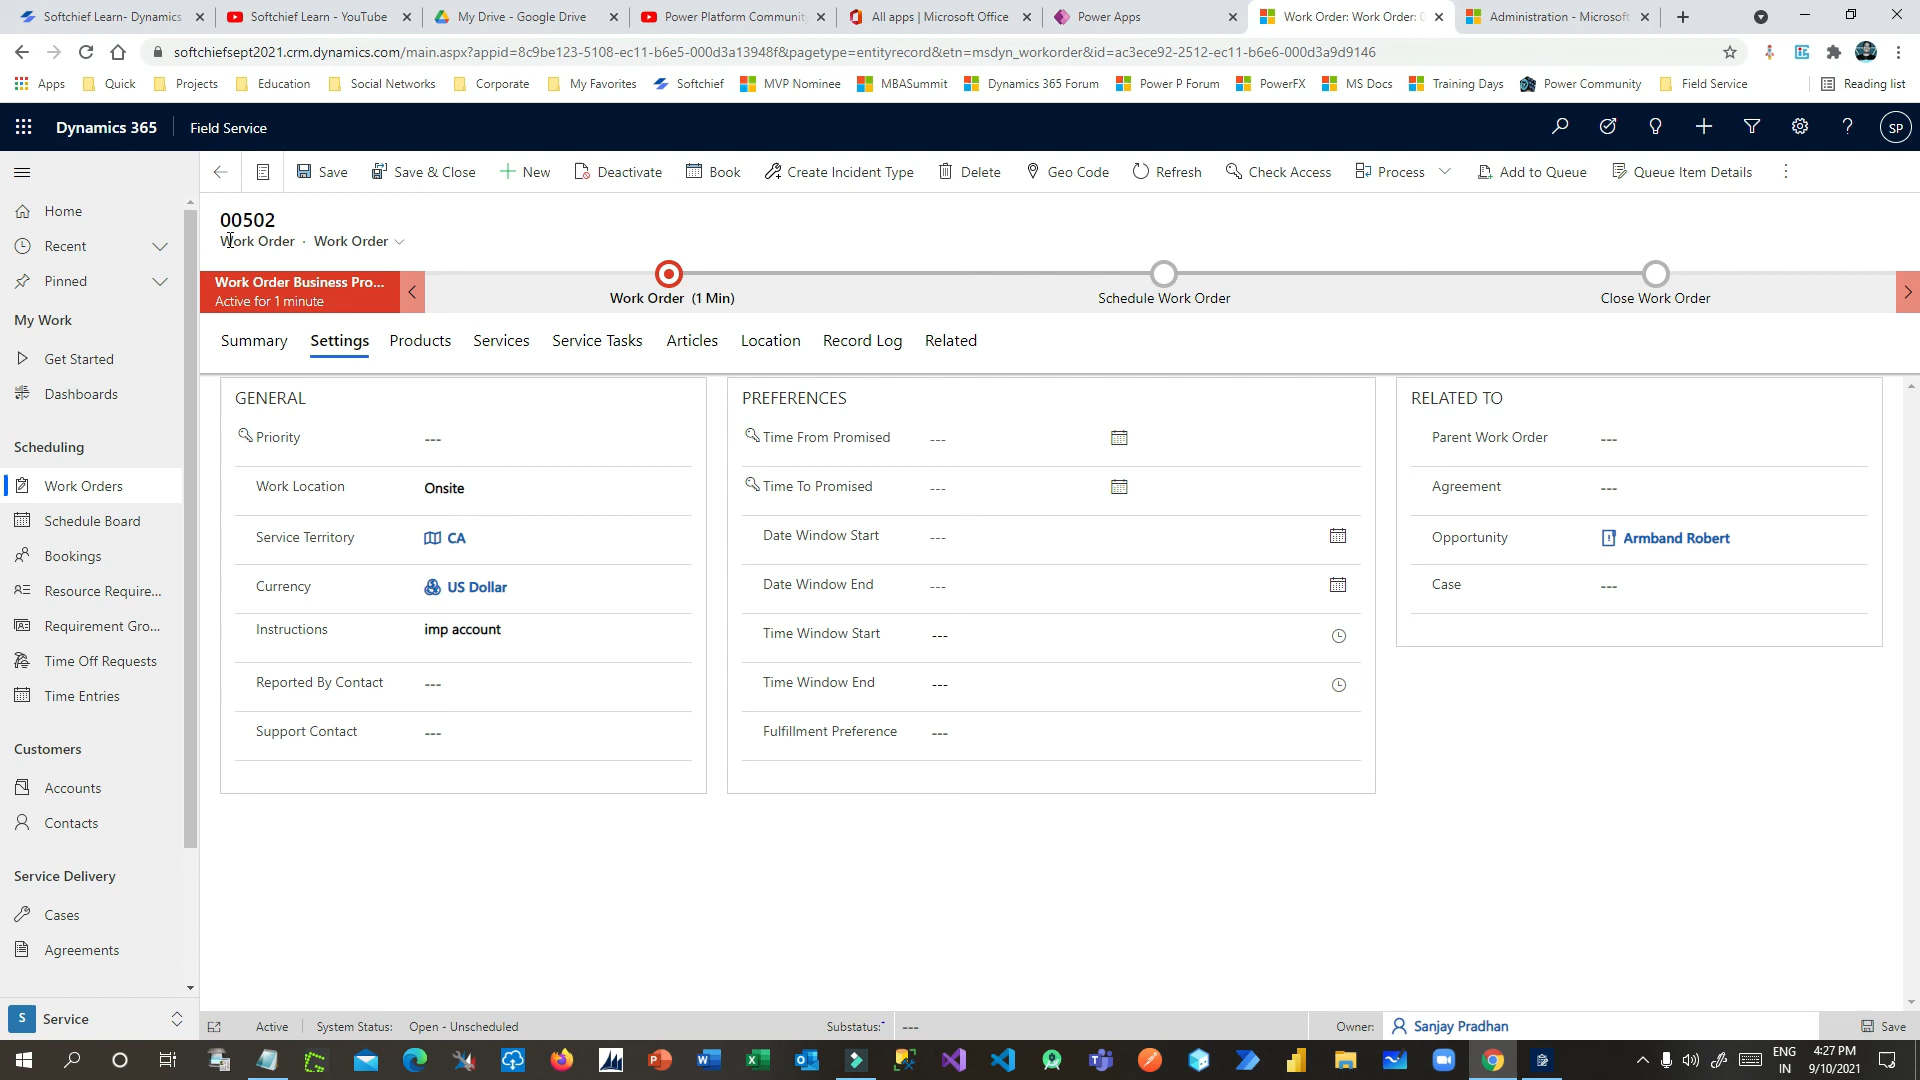 Softchief Learn- Dynamics
Softchief Learn - YouTube
My Drive - Google Drive
Power Platform Communit
All apps | Microsoft Office
Power Apps
Work Order: Work Order: 0
Administration - Microsoft
softchiefsept2021.crm.dynamics.com/main.aspx?appid=8c9be123-5108-ec11-b6e5-000d3a13948f&pagetype=entityrecord&etn=msdyn_workorder&id=ac3ece92-2512-ec11-b6e6-000d3a9d9146
Apps Quick Projects Education Social Networks Corporate My Favorites Softchief MVP Nominee MBASummit Dynamics 365 Forum Power P Forum PowerFX MS Docs Training Days Power Community Field Service Reading list
Dynamics 365 Field Service SP
Save Save & Close New Deactivate Book Create Incident Type Delete Geo Code Refresh Check Access Process Add to Queue Queue Item Details
Home
Recent
Pinned
My Work
Get Started
Dashboards
Scheduling
Work Orders
Schedule Board
Bookings
Resource Require...
Requirement Gro...
Time Off Requests
Time Entries
Customers
Accounts
Contacts
Service Delivery
Cases
Agreements
S Service
00502
Work Order · Work Order
Work Order Business Pro...
Active for 1 minute
Work Order (1 Min)
Schedule Work Order
Close Work Order
Summary Settings Products Services Service Tasks Articles Location Record Log Related
GENERAL
Priority ---
Work Location Onsite
Service Territory CA
Currency US Dollar
Instructions imp account
Reported By Contact ---
Support Contact ---
PREFERENCES
Time From Promised ---
Time To Promised ---
Date Window Start ---
Date Window End ---
Time Window Start ---
Time Window End ---
Fulfillment Preference ---
RELATED TO
Parent Work Order ---
Agreement ---
Opportunity Armband Robert
Case ---
Active System Status: Open - Unscheduled Substatus:* --- Owner: Sanjay Pradhan Save
ENG
IN
4:27 PM
9/10/2021